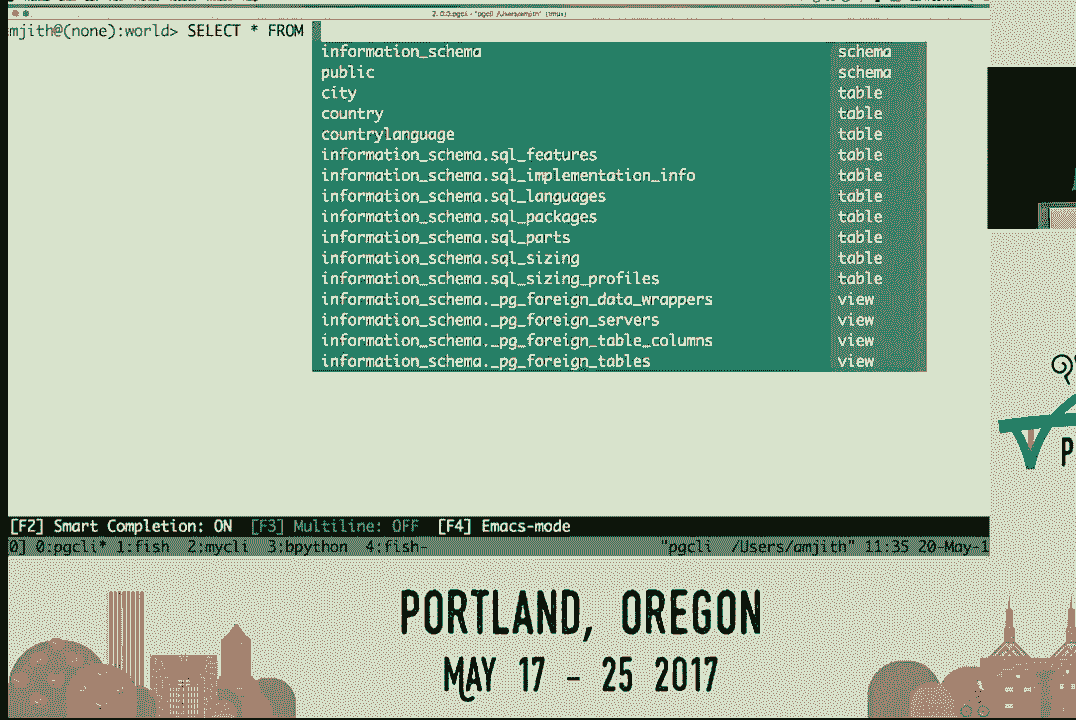 2. 0.0:pgcli - "pgcli /Users/amjith" (tmux)
mjith@(none):world> SELECT * FROM
information_schema schema
public schema
city table
country table
countrylanguage table
information_schema.sql_features table
information_schema.sql_implementation_info table
information_schema.sql_languages table
information_schema.sql_packages table
information_schema.sql_parts table
information_schema.sql_sizing table
information_schema.sql_sizing_profiles table
information_schema._pg_foreign_data_wrappers view
information_schema._pg_foreign_servers view
information_schema._pg_foreign_table_columns view
information_schema._pg_foreign_tables view
[F2] Smart Completion: ON [F3] Multiline: OFF [F4] Emacs-mode
0] 0:pgcli* 1:fish 2:mycli 3:bpython 4:fish- "pgcli /Users/amjith" 11:35 20-May-1
P
PORTLAND, OREGON
MAY 17 - 25 2017